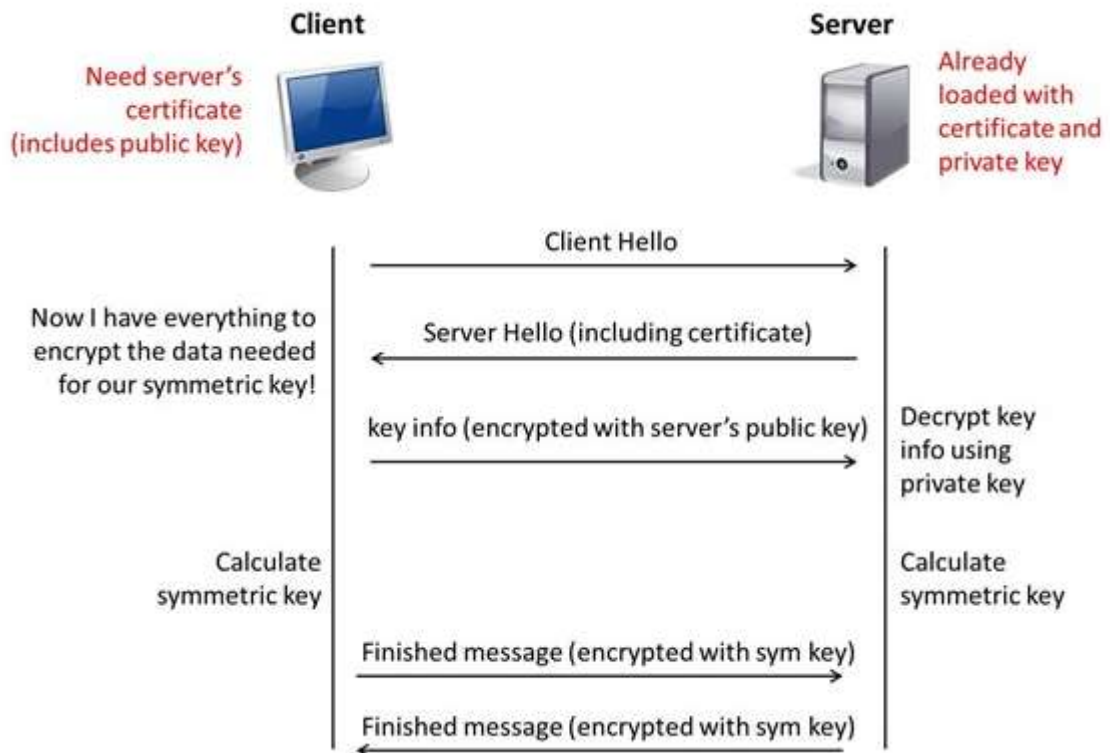 Client
Server
Need server's
certificate
(includes public key)
Already
loaded with
certificate and
private key
Client Hello
Now I have everything to
encrypt the data needed
for our symmetric key!
Server Hello (including certificate)
key info (encrypted with server's public key)
Decrypt key
info using
private key
Calculate
symmetric key
Calculate
symmetric key
Finished message (encrypted with sym key)
Finished message (encrypted with sym key)